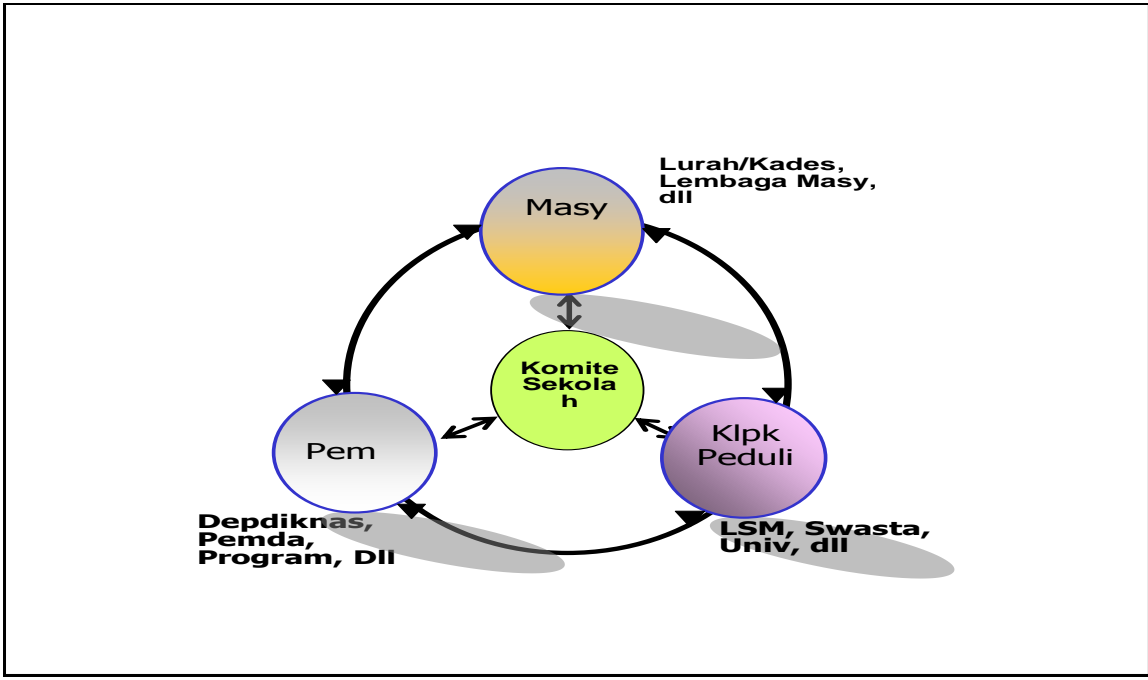 Lurah/Kades,
Lembaga Masy,
dll
Masy
Komite
Sekola
h
Klpk
Peduli
Pem
Depdiknas,
Pemda,
Program, Dll
LSM, Swasta,
Univ, dll